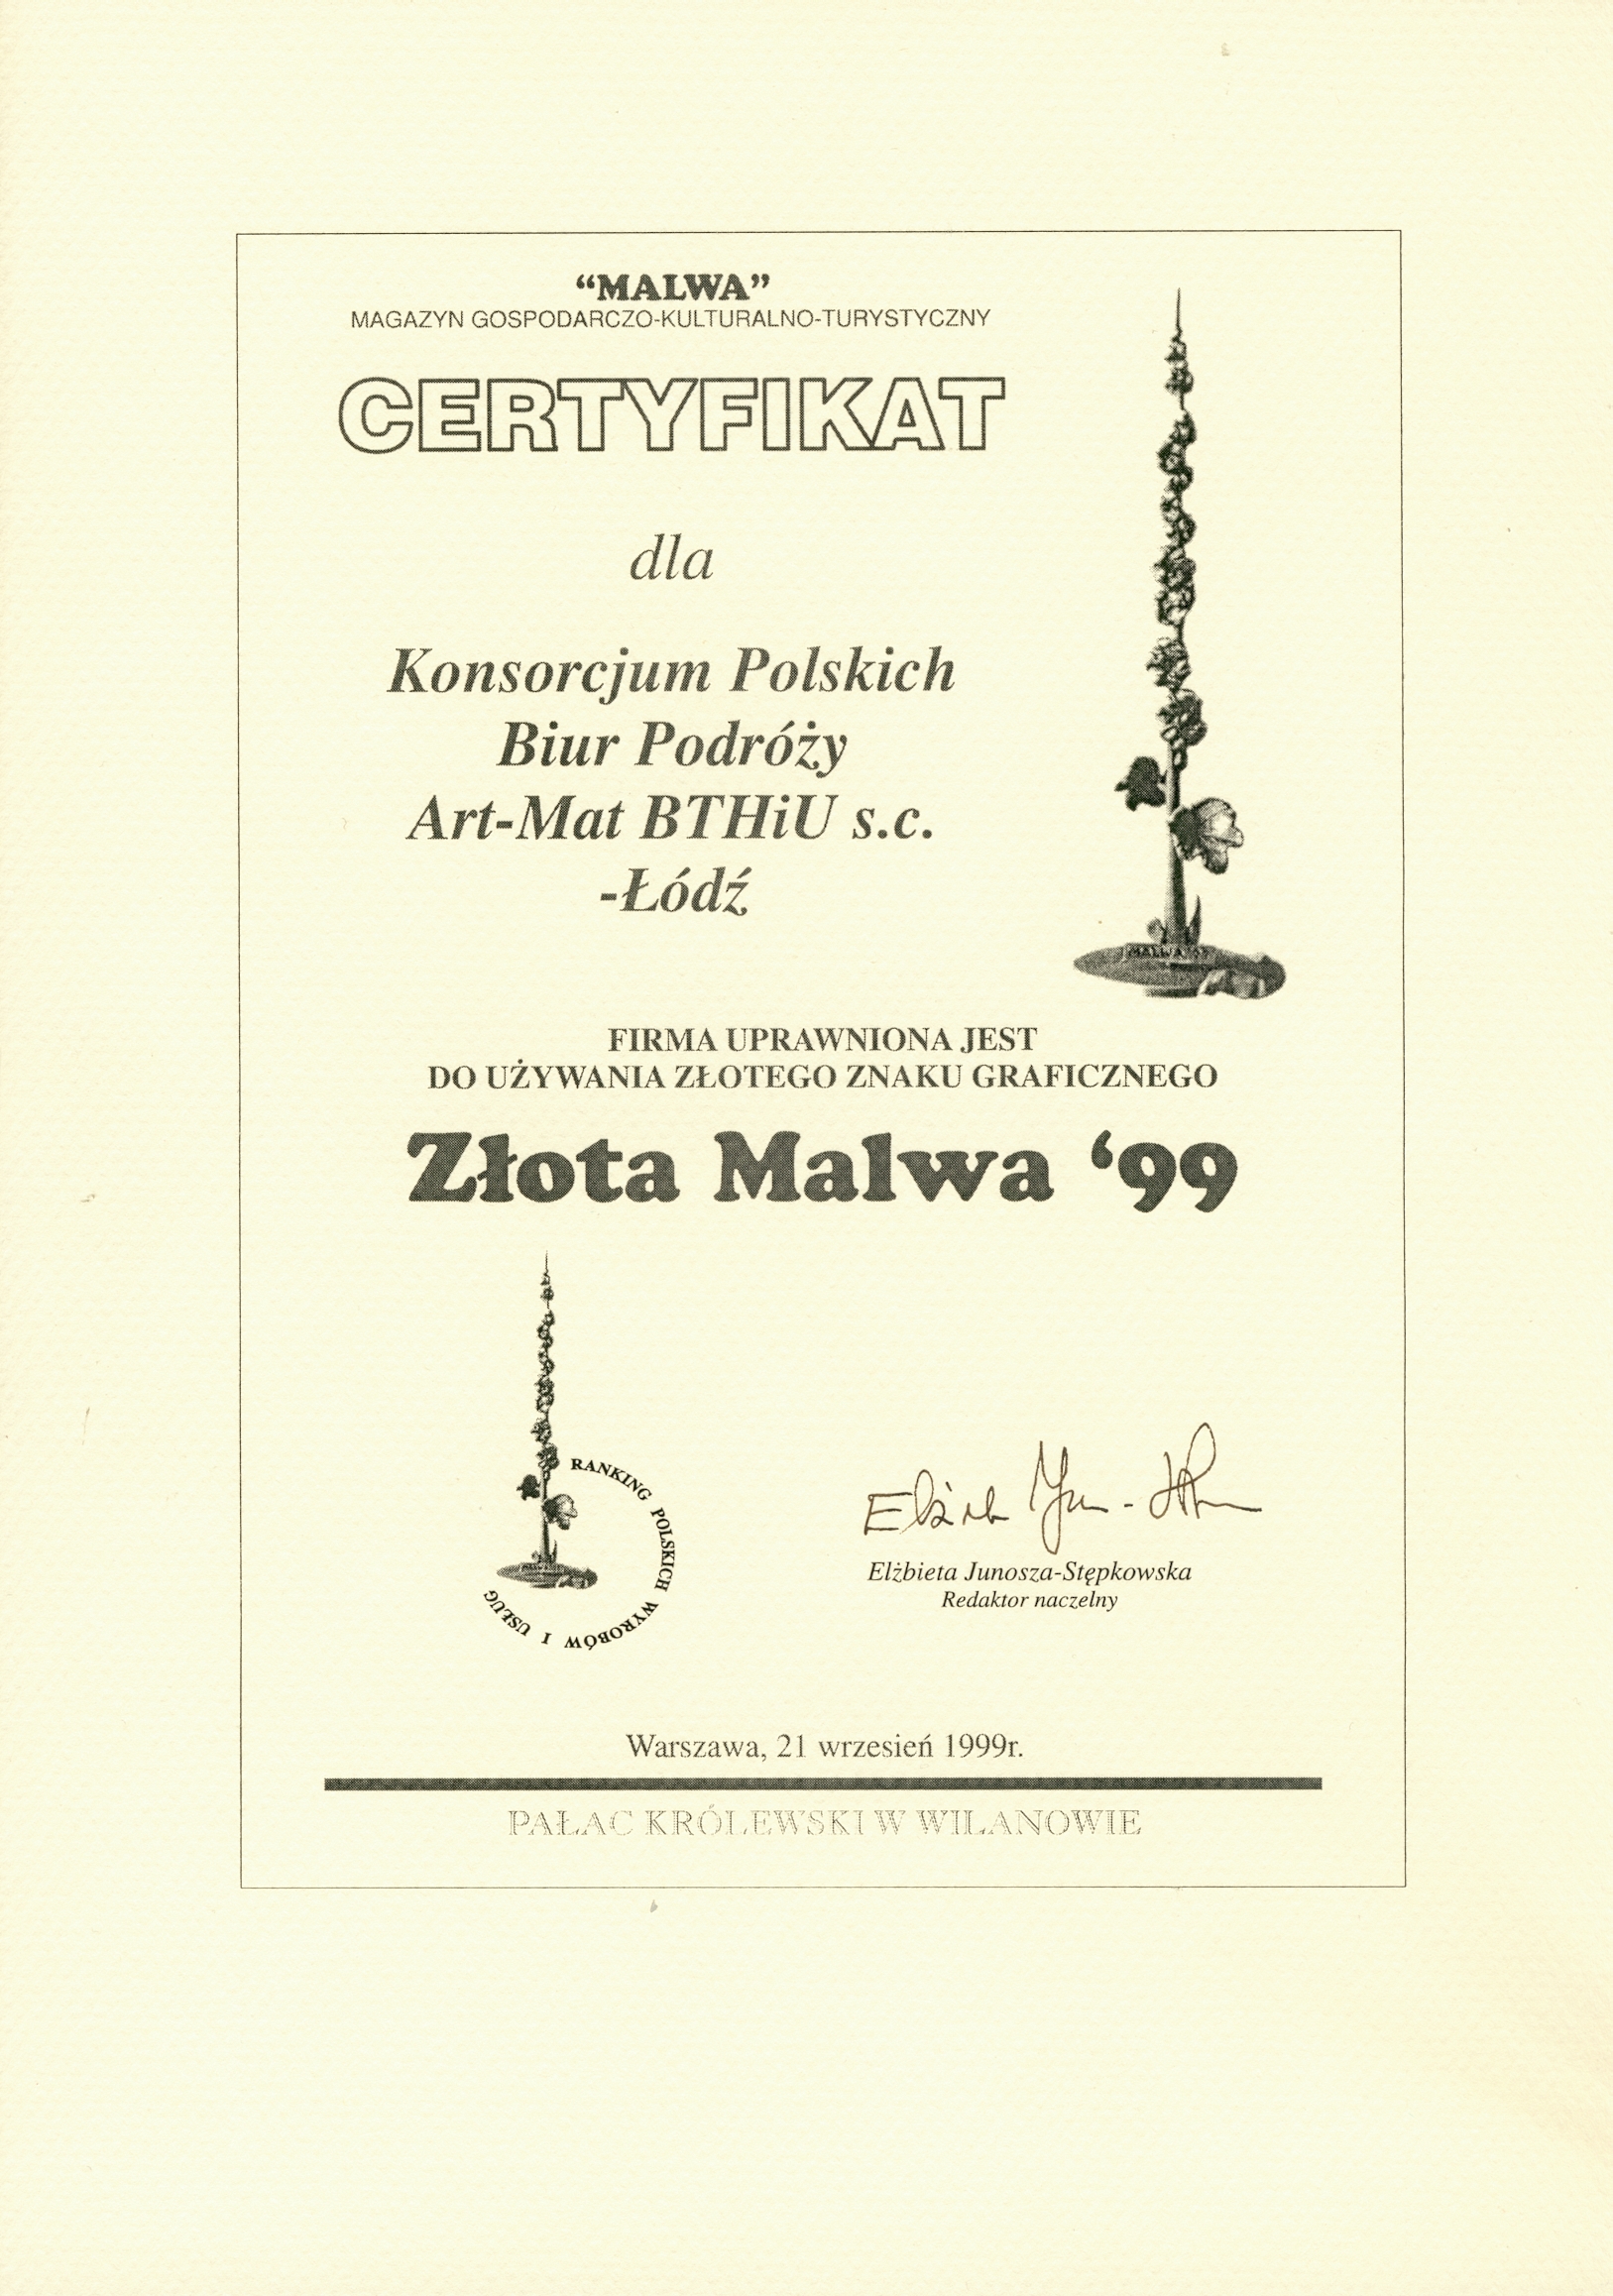 “MALWA”
MAGAZYN GOSPODARCZO-KULTURALNO-TURYSTYCZNY
CERTYFIKAT
dla
Konsorcjum Polskich
Biur Podróży
Art-Mat BTHiU s.c.
-Łódź
FIRMA UPRAWNIONA JEST
DO UŻYWANIA ZŁOTEGO ZNAKU GRAFICZNEGO
Złota Malwa ‘99
RANKING POLSKICH WYROBÓW I USŁUG
Elżbieta Junosza-Stępkowska
Redaktor naczelny
Warszawa, 21 wrzesień 1999r.
PAŁAC KRÓLEWSKI W WILANOWIE